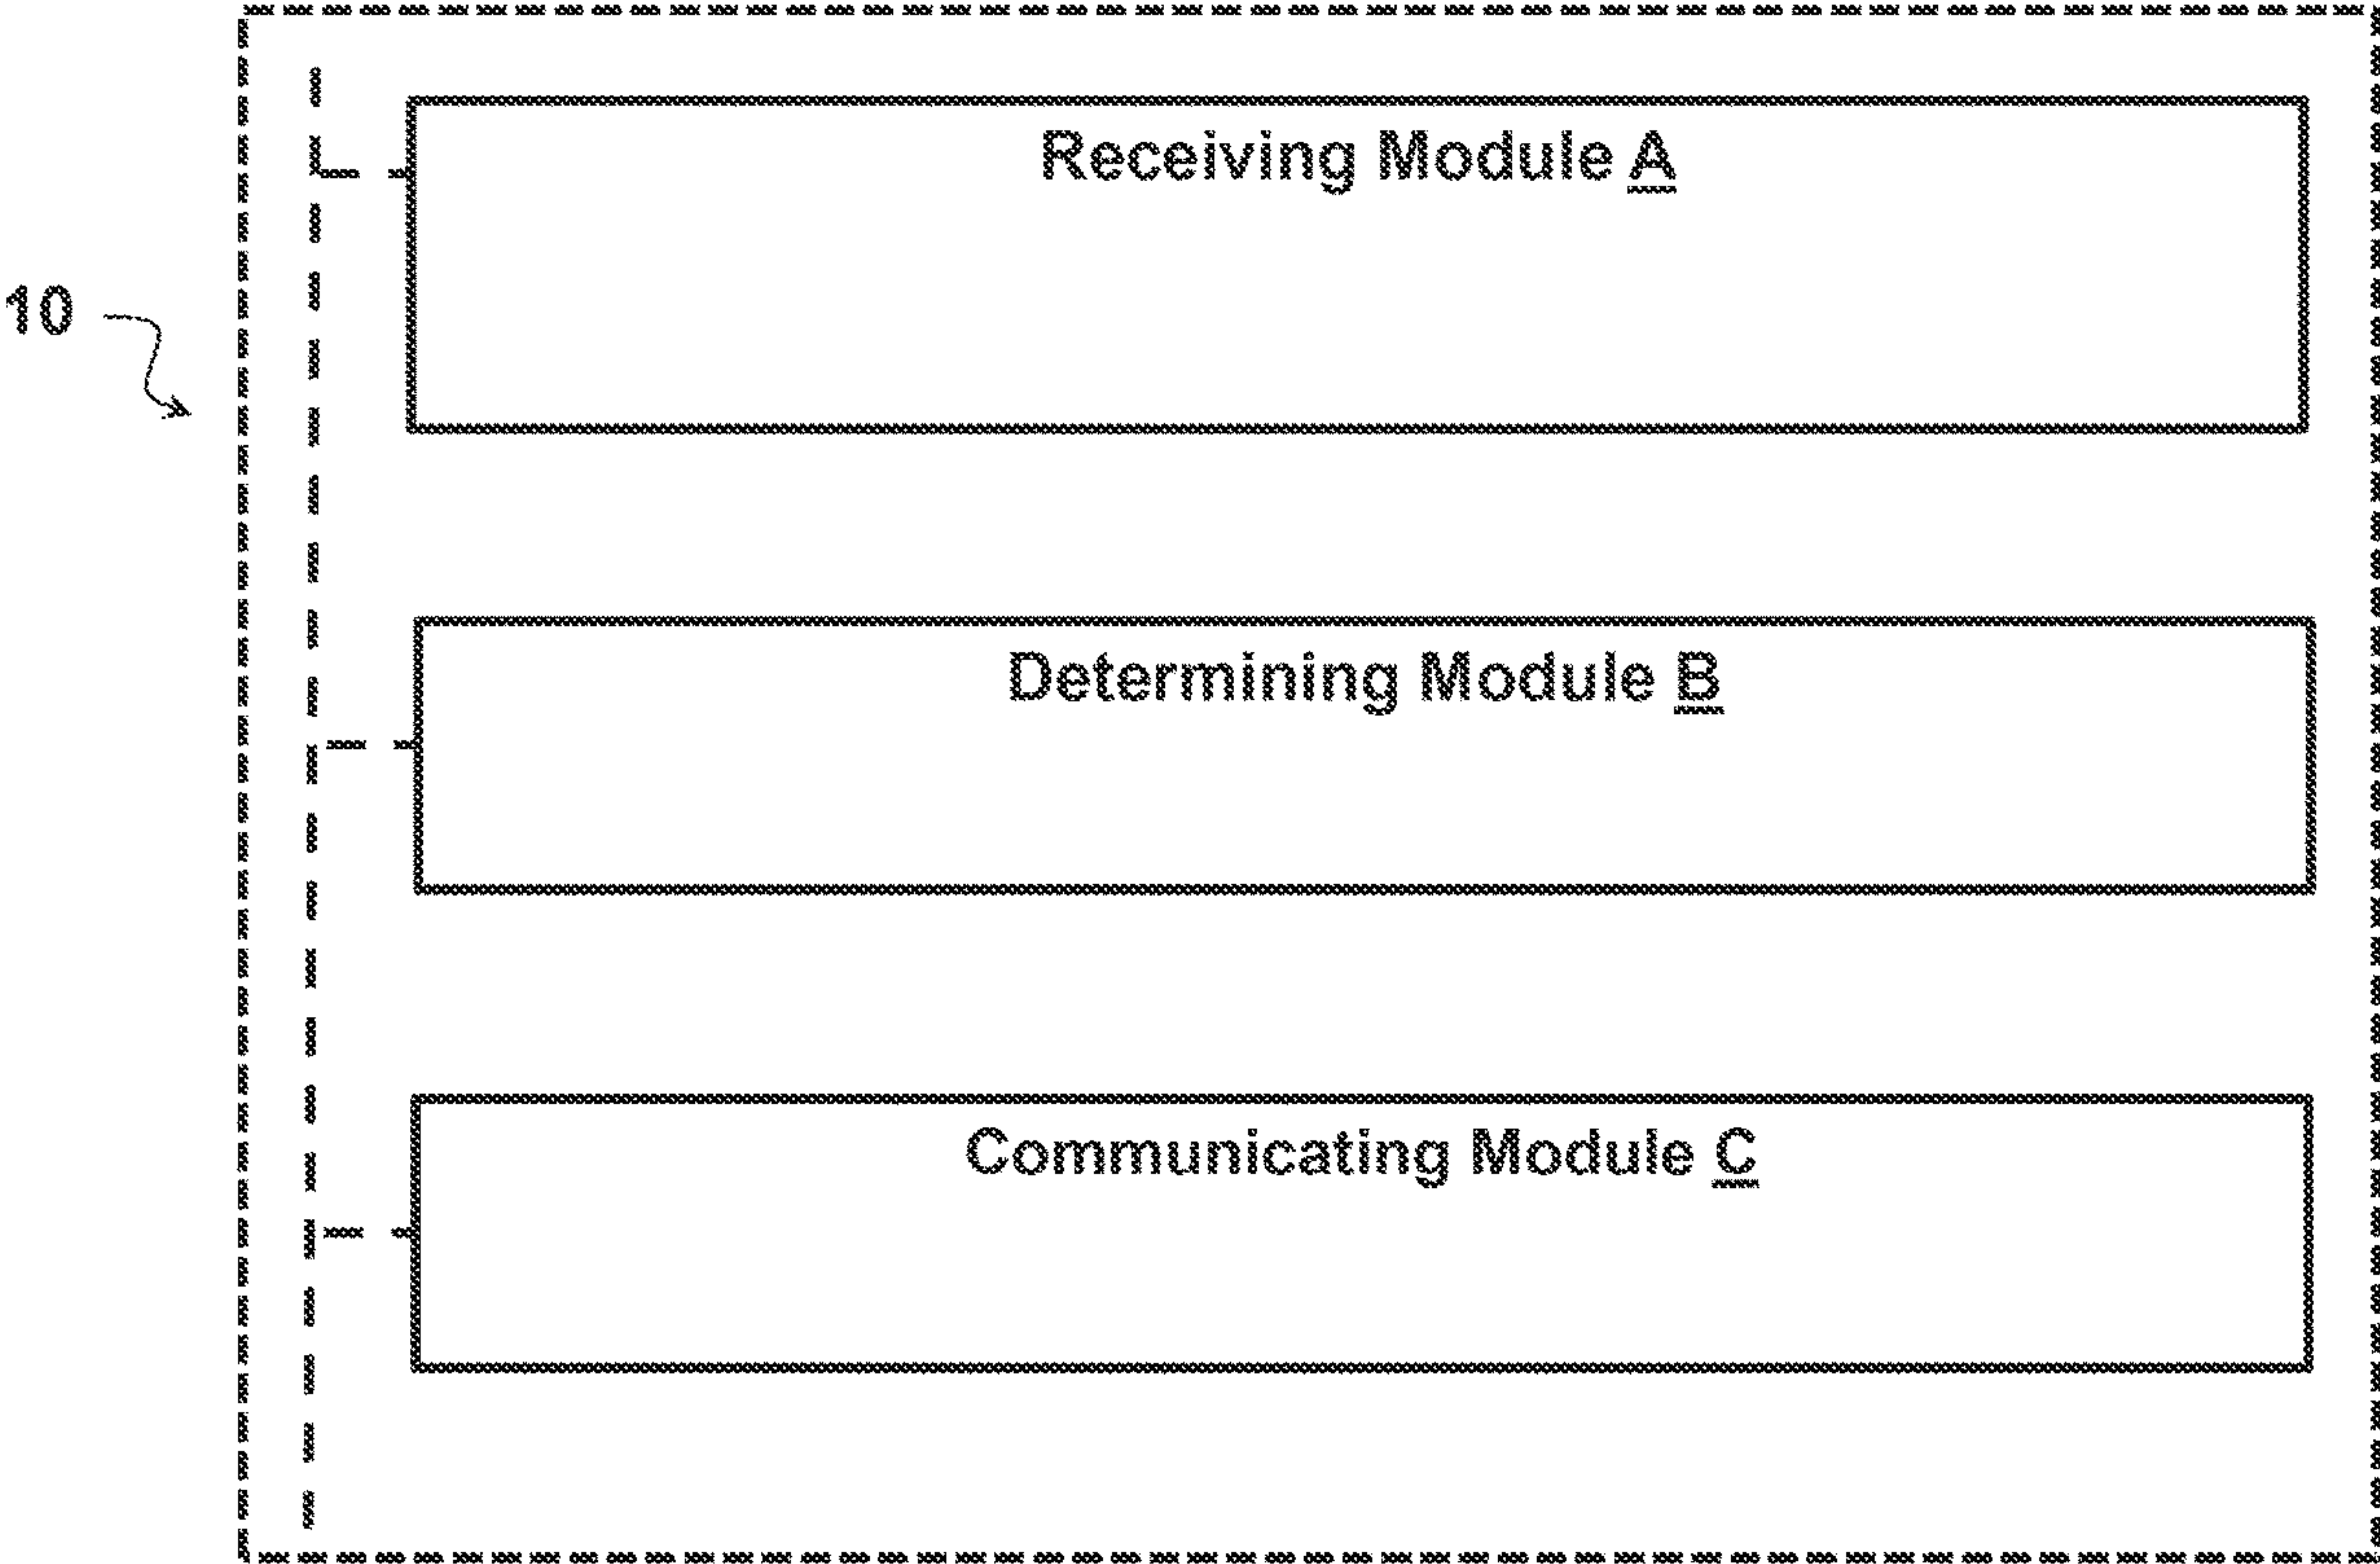 Receiving Module A
10
Determining Module B
Communicating Module C